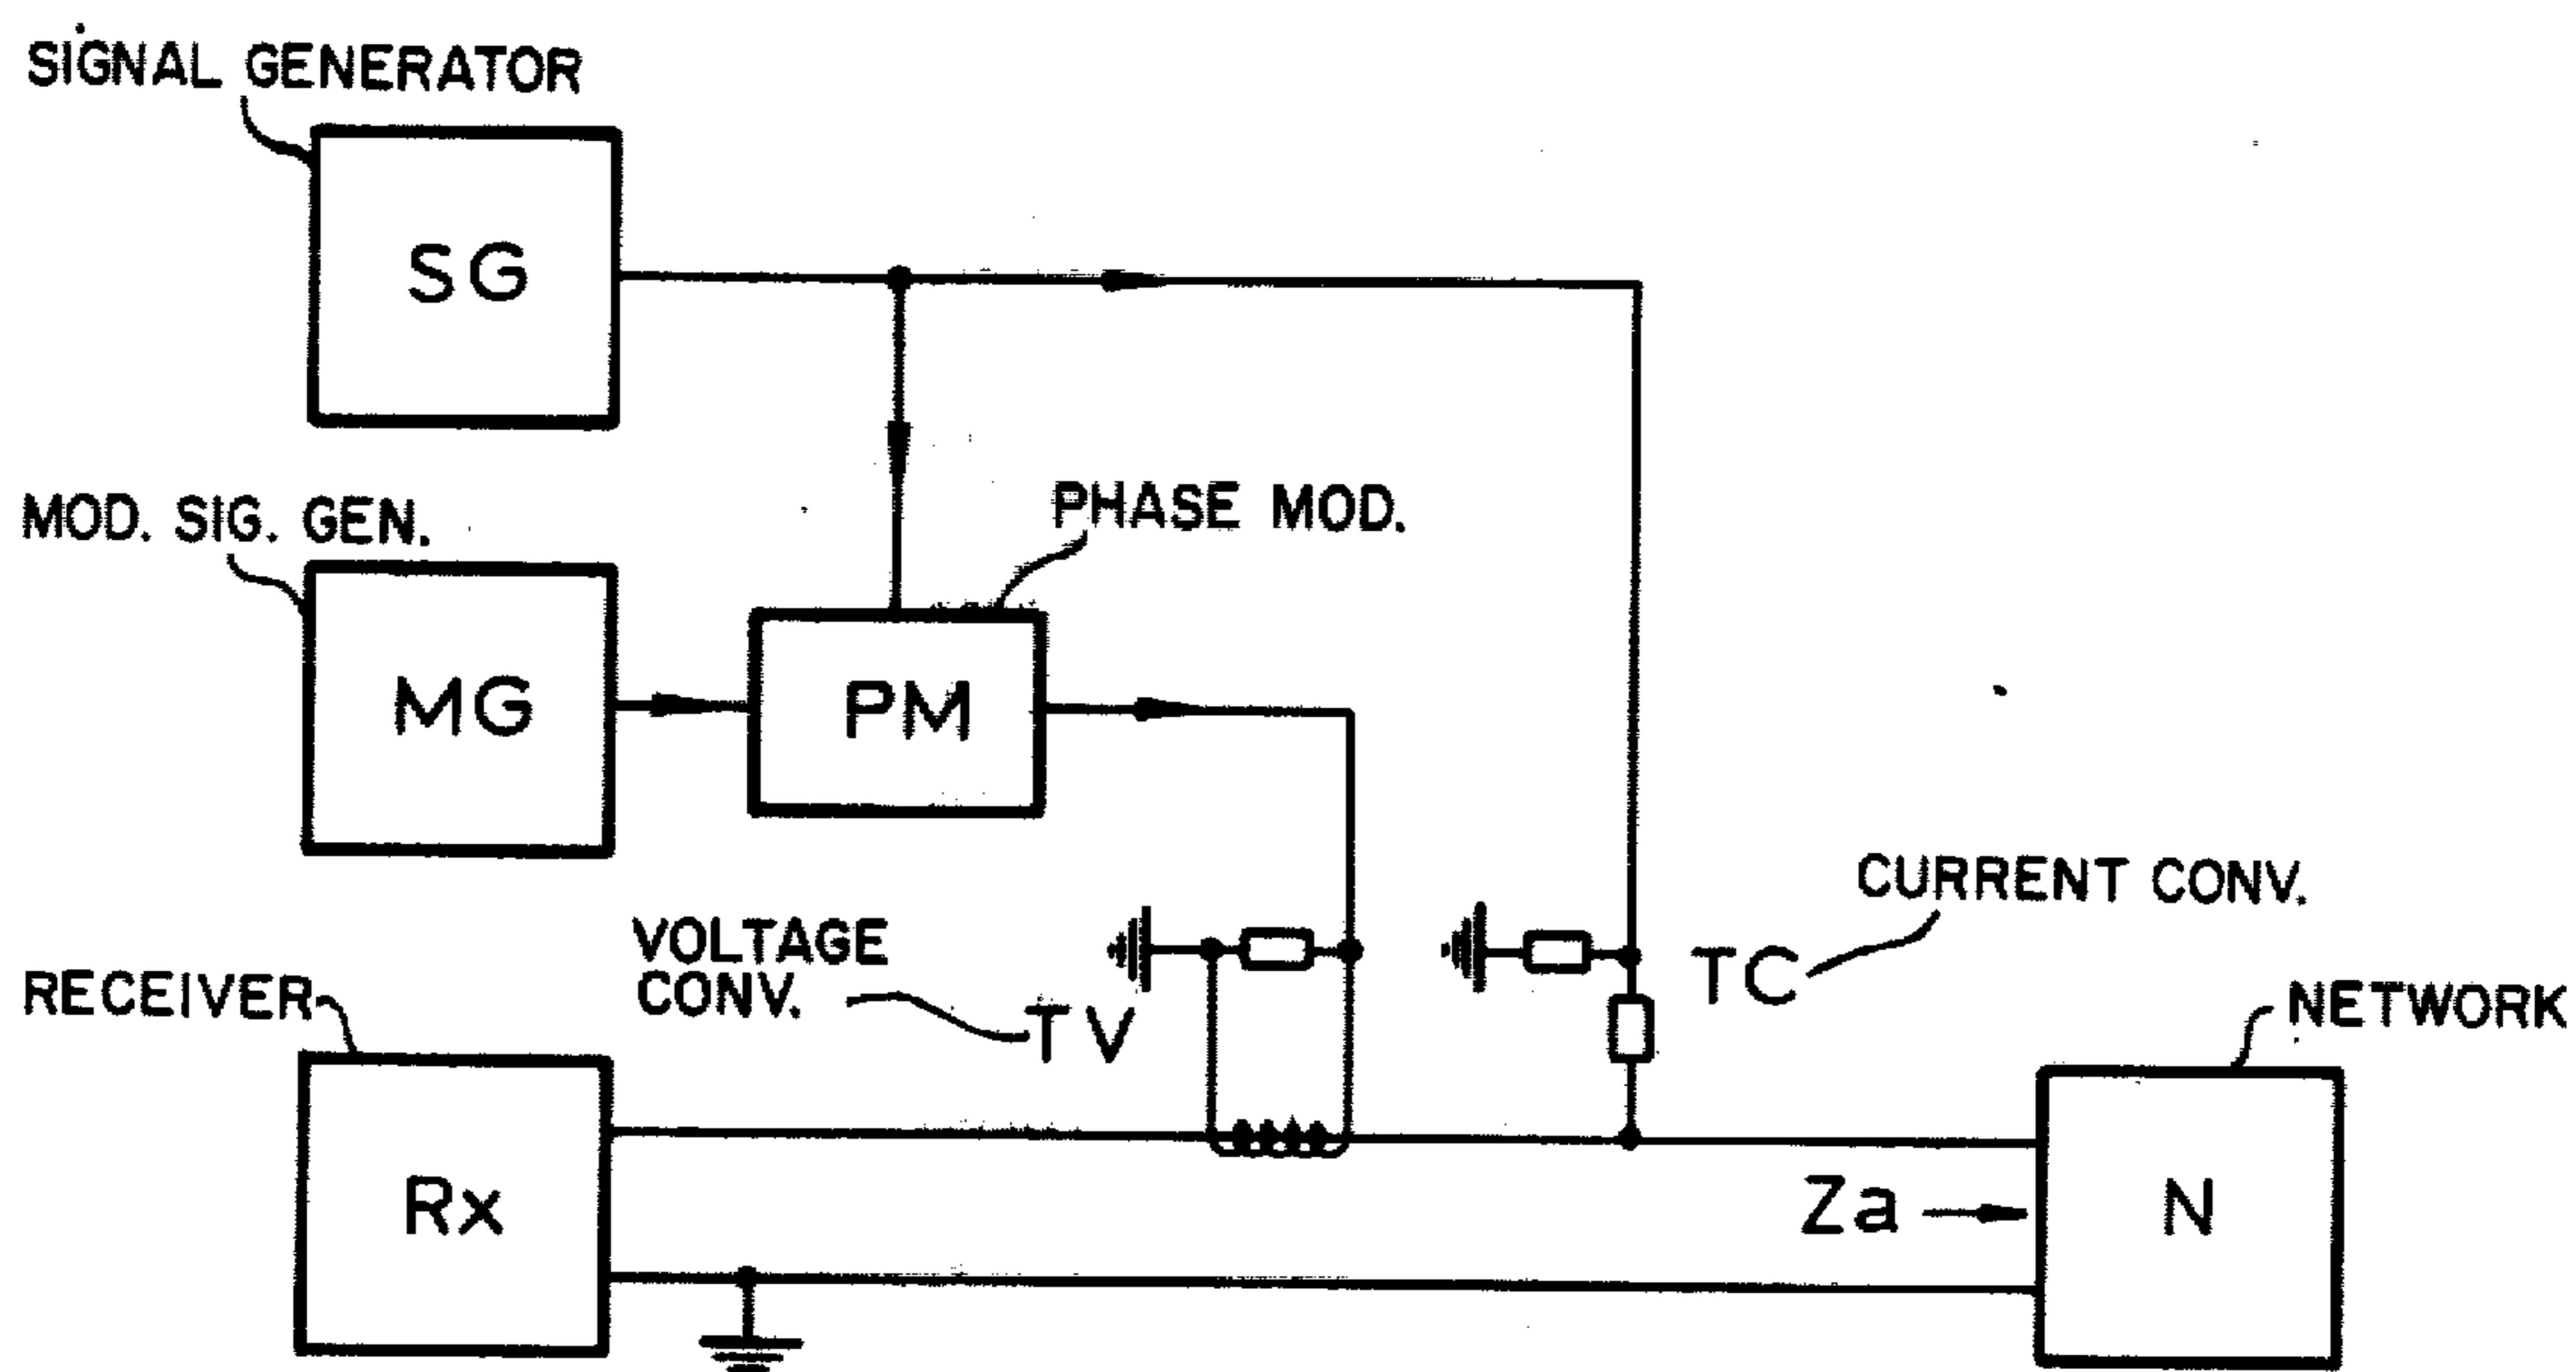 SIGNAL GENERATOR
SG
MOD. SIG. GEN.
PHASE MOD.
MG
PM
CURRENT CONV.
VOLTAGE
CONV.
TC
RECEIVER
TV
NETWORK
Rx
Za
N